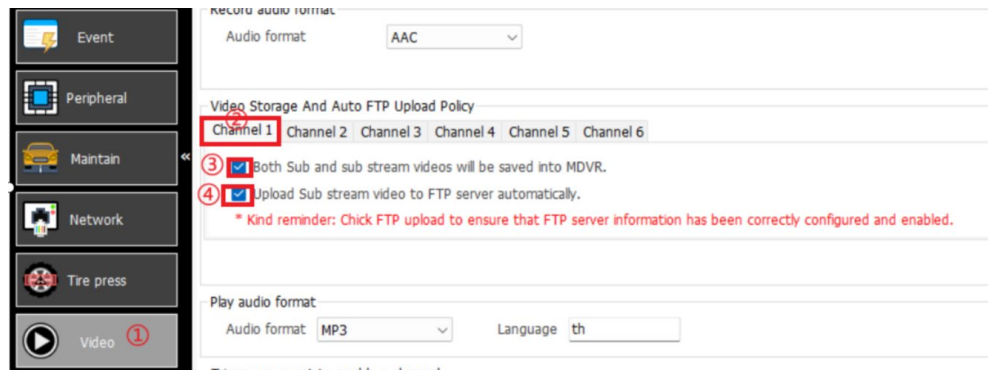 Record audio format
Event
Audio format AAC
Peripheral
Video Storage And Auto FTP Upload Policy
②
Channel 1 Channel 2 Channel 3 Channel 4 Channel 5 Channel 6
Maintain «
③ Both Sub and sub stream videos will be saved into MDVR.
④ Upload Sub stream video to FTP server automatically.
Network
* Kind reminder: Chick FTP upload to ensure that FTP server information has been correctly configured and enabled.
Tire press
Play audio format
Audio format MP3 Language th
Video ①